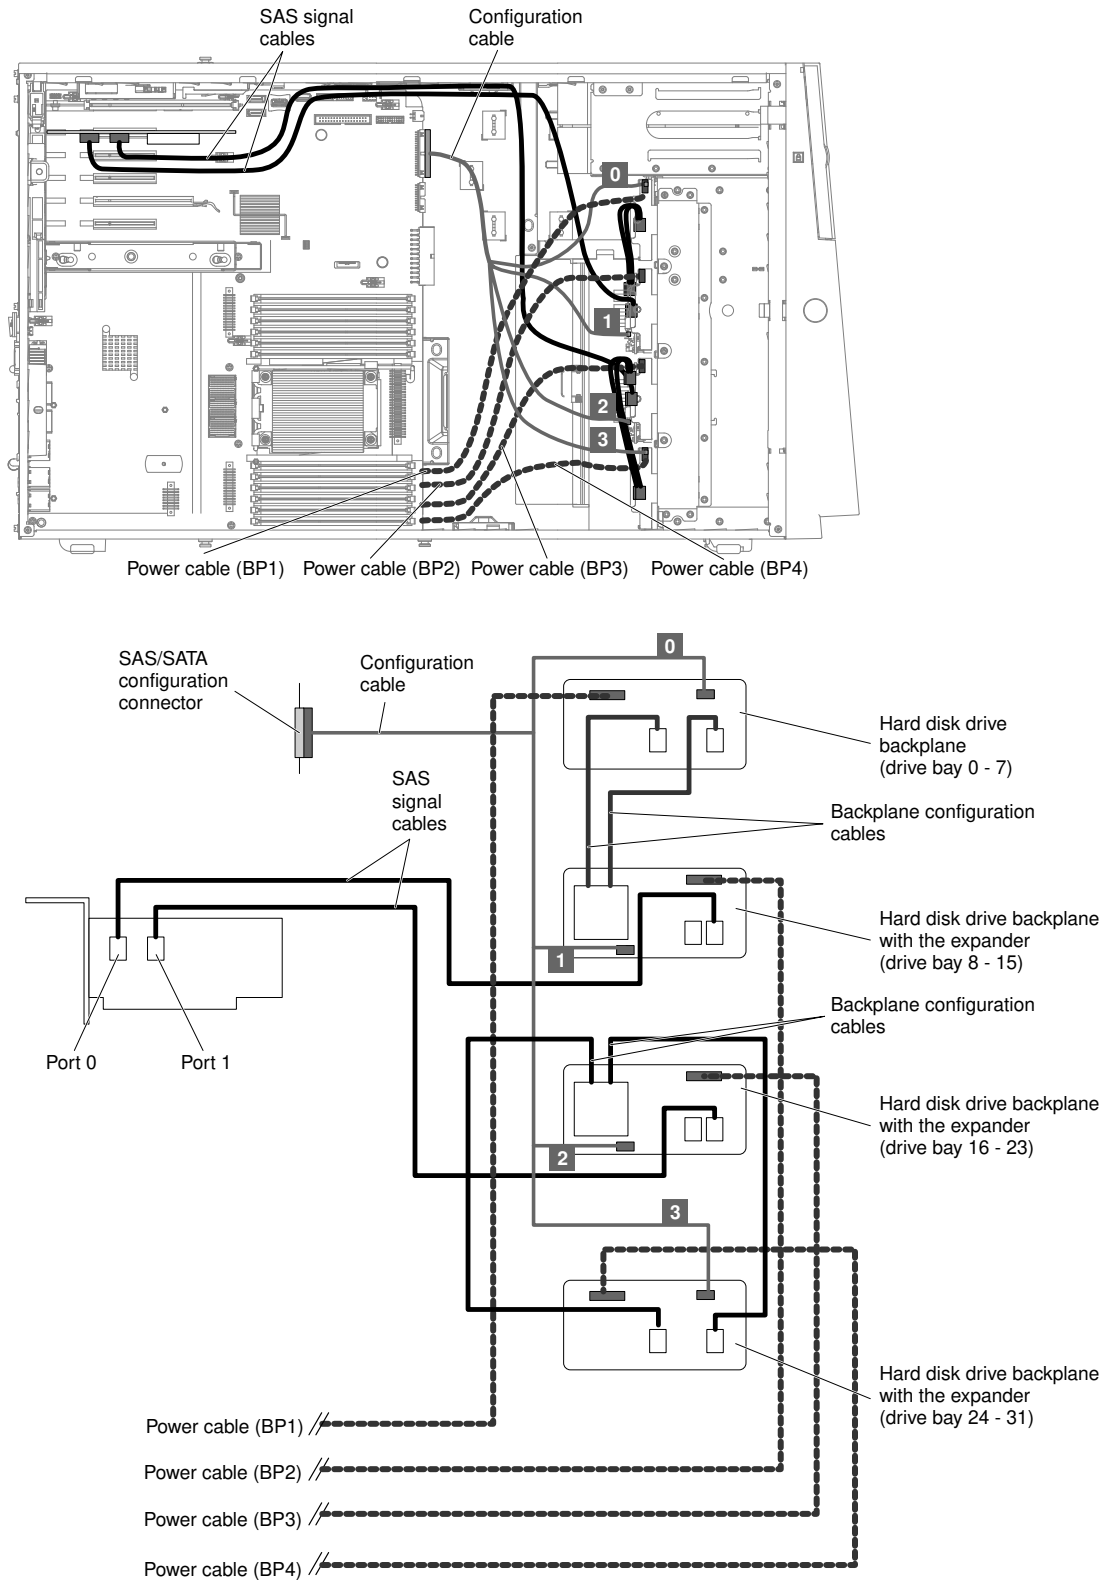 SAS signal
cables
Configuration
cable
0
1
2
3
Power cable (BP1)
Power cable (BP2)
Power cable (BP3)
Power cable (BP4)
SAS/SATA
configuration
connector
Configuration
cable
0
Hard disk drive
backplane
(drive bay 0 - 7)
SAS
signal
cables
Backplane configuration
cables
Hard disk drive backplane
with the expander
(drive bay 8 - 15)
1
Backplane configuration
cables
Port 0
Port 1
Hard disk drive backplane
with the expander
(drive bay 16 - 23)
2
3
Hard disk drive backplane
with the expander
(drive bay 24 - 31)
Power cable (BP1)
Power cable (BP2)
Power cable (BP3)
Power cable (BP4)